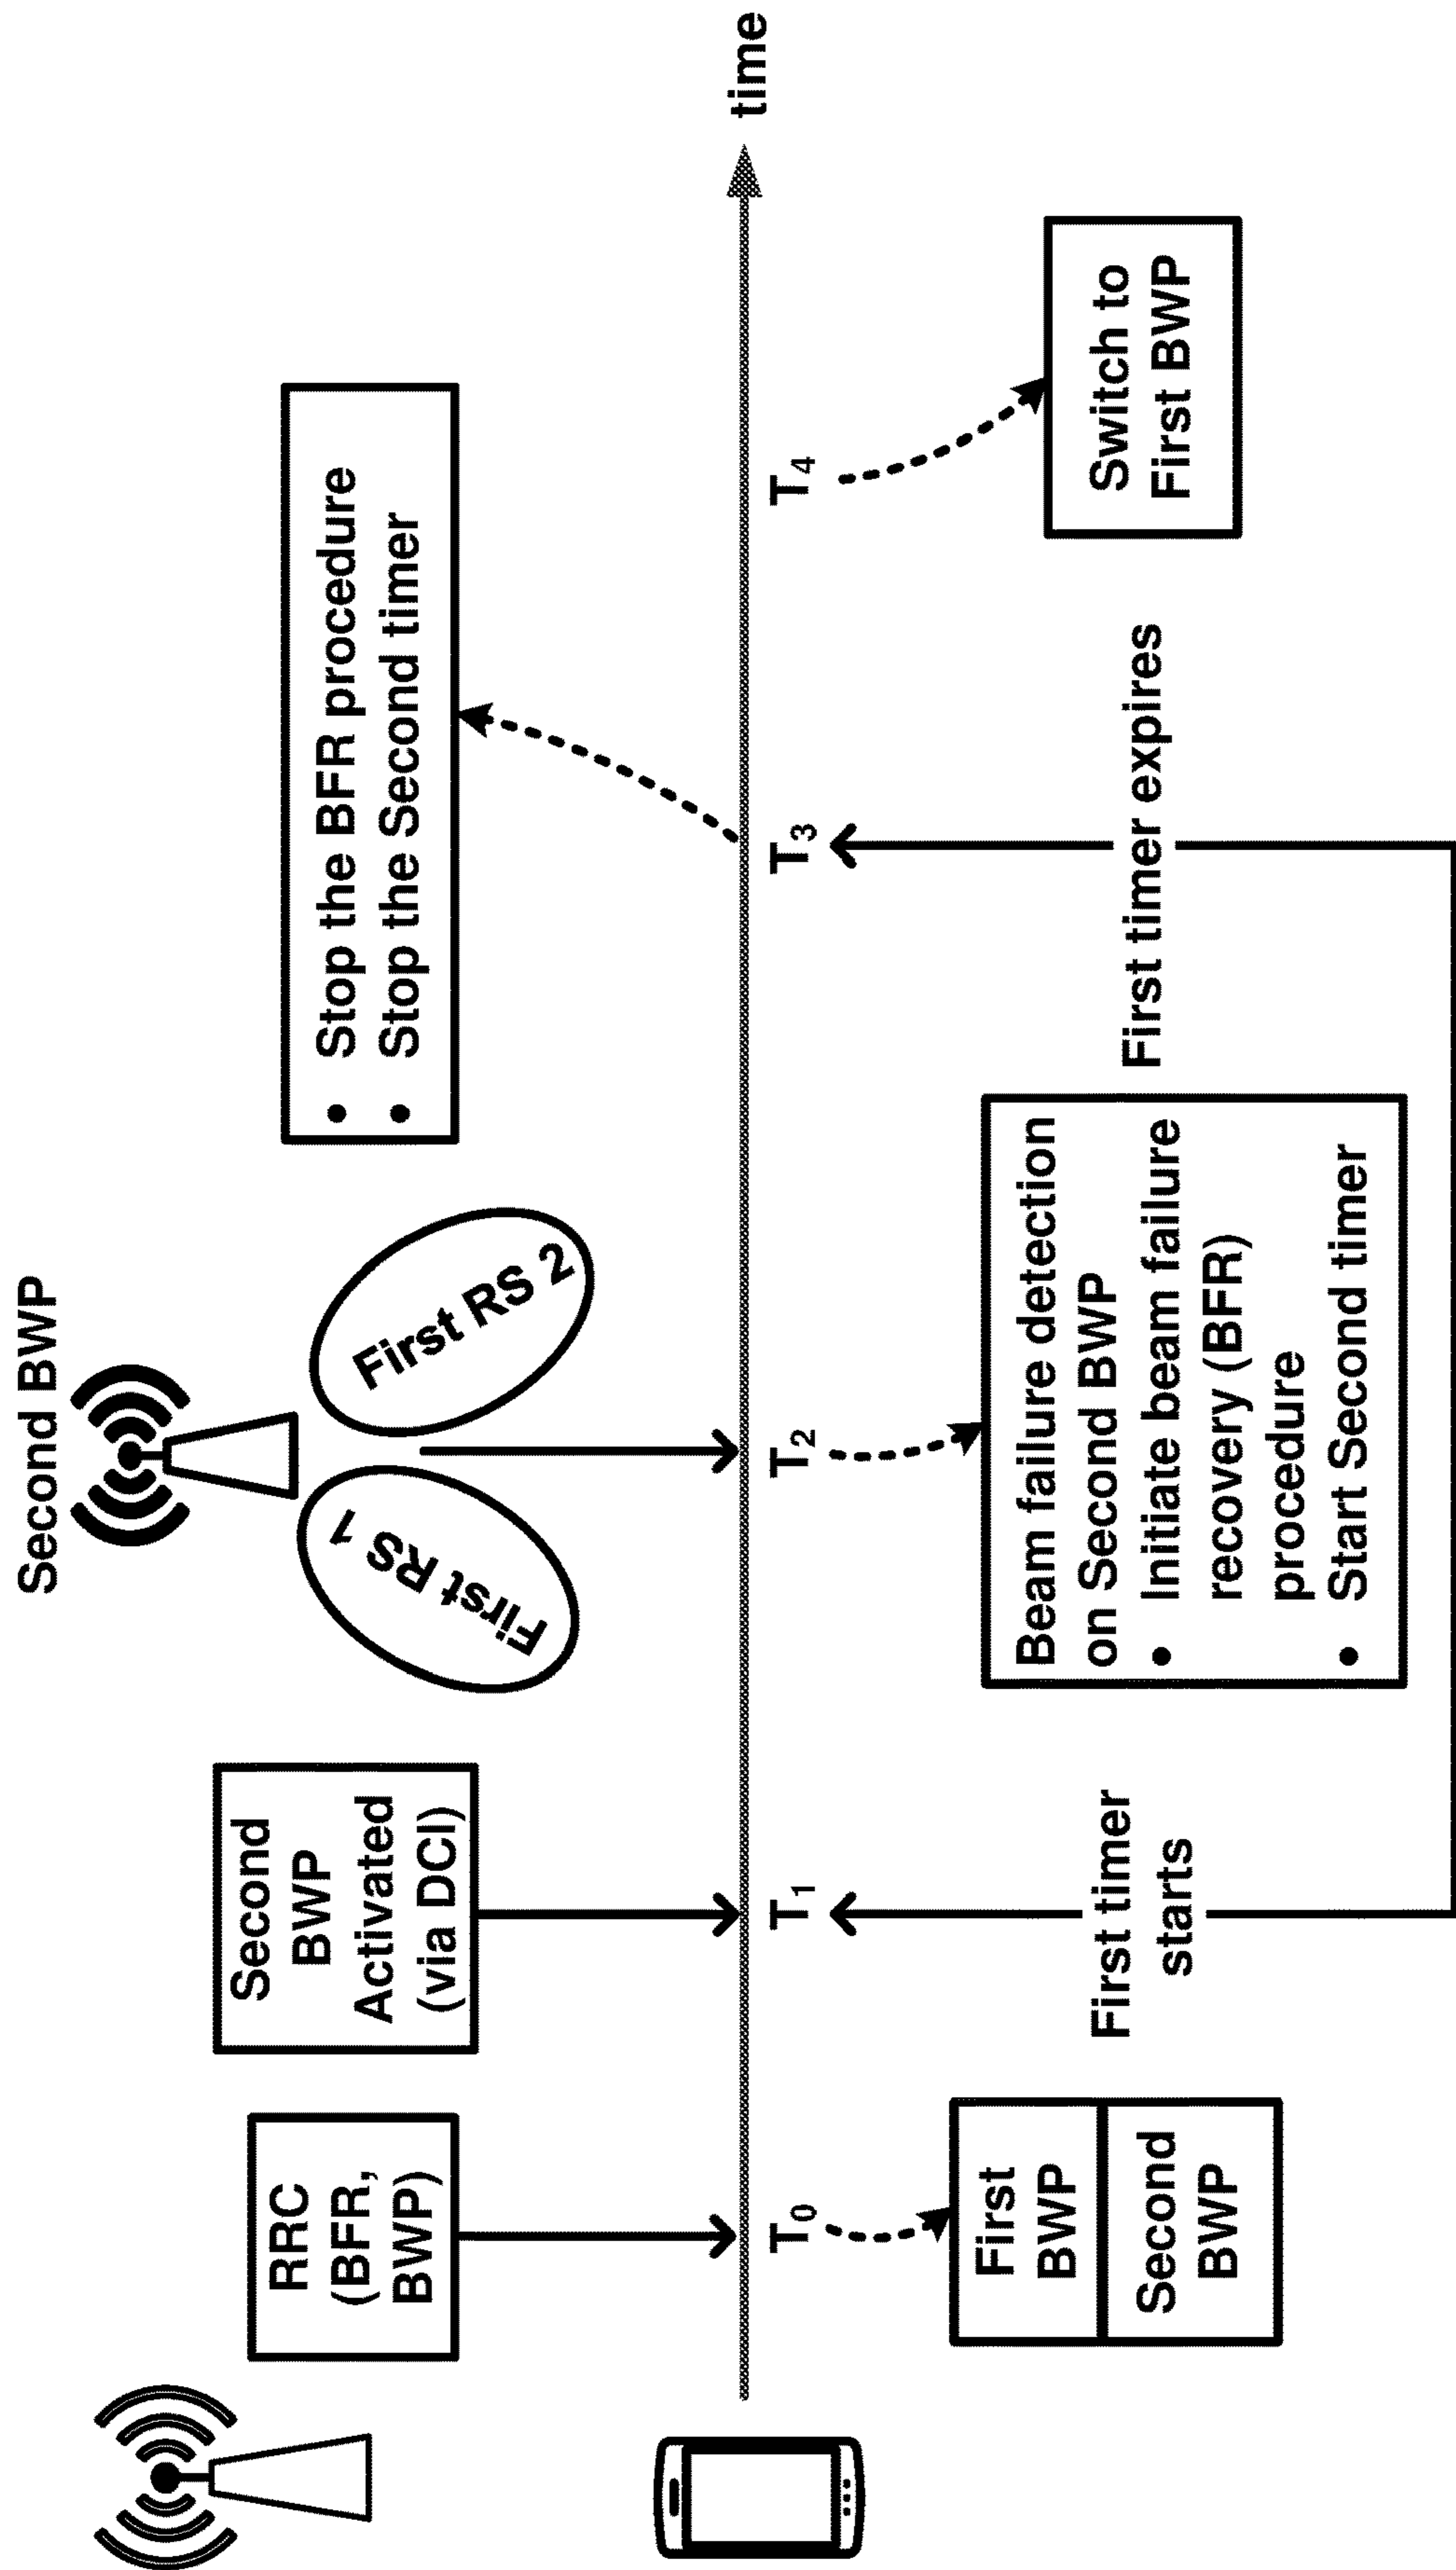 Second BWP
First RS 1
First RS 2
RRC
(BFR,
BWP)
Second
BWP
Activated
(via DCI)
• Stop the BFR procedure
• Stop the Second timer
time
T0
T1
T2
T3
T4
First
BWP
Second
BWP
First timer
starts
Beam failure detection
on Second BWP
• Initiate beam failure
recovery (BFR)
procedure
• Start Second timer
First timer expires
Switch to
First BWP